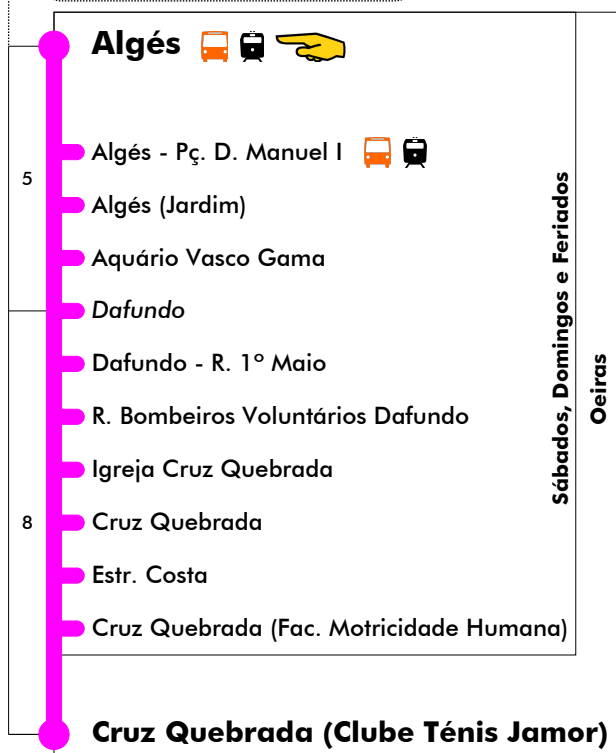 Algés
Algés - Pç. D. Manuel I
5
Algés (Jardim)
Aquário Vasco Gama
Dafundo
Dafundo - R. 1º Maio
R. Bombeiros Voluntários Dafundo
Igreja Cruz Quebrada
8
Cruz Quebrada
Estr. Costa
Cruz Quebrada (Fac. Motricidade Humana)
Cruz Quebrada (Clube Ténis Jamor)
Sábados, Domingos e Feriados
Oeiras